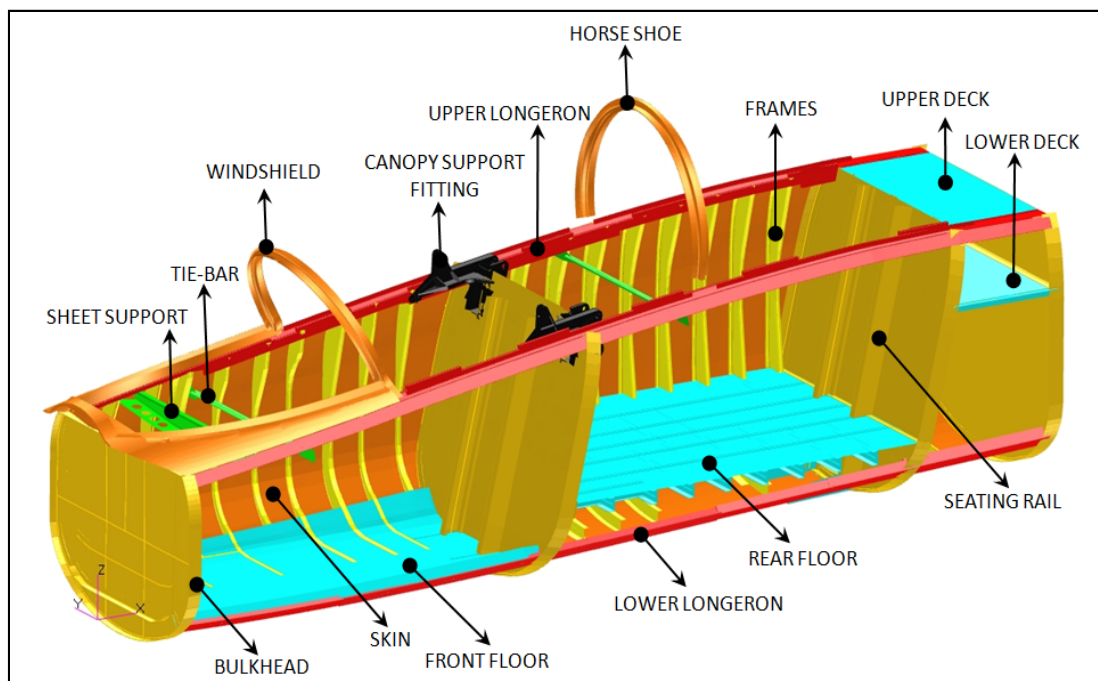 HORSE SHOE
UPPER LONGERON
FRAMES
UPPER DECK
LOWER DECK
CANOPY SUPPORT
FITTING
WINDSHIELD
TIE-BAR
SHEET SUPPORT
SEATING RAIL
REAR FLOOR
LOWER LONGERON
Z
Y
X
SKIN
FRONT FLOOR
BULKHEAD